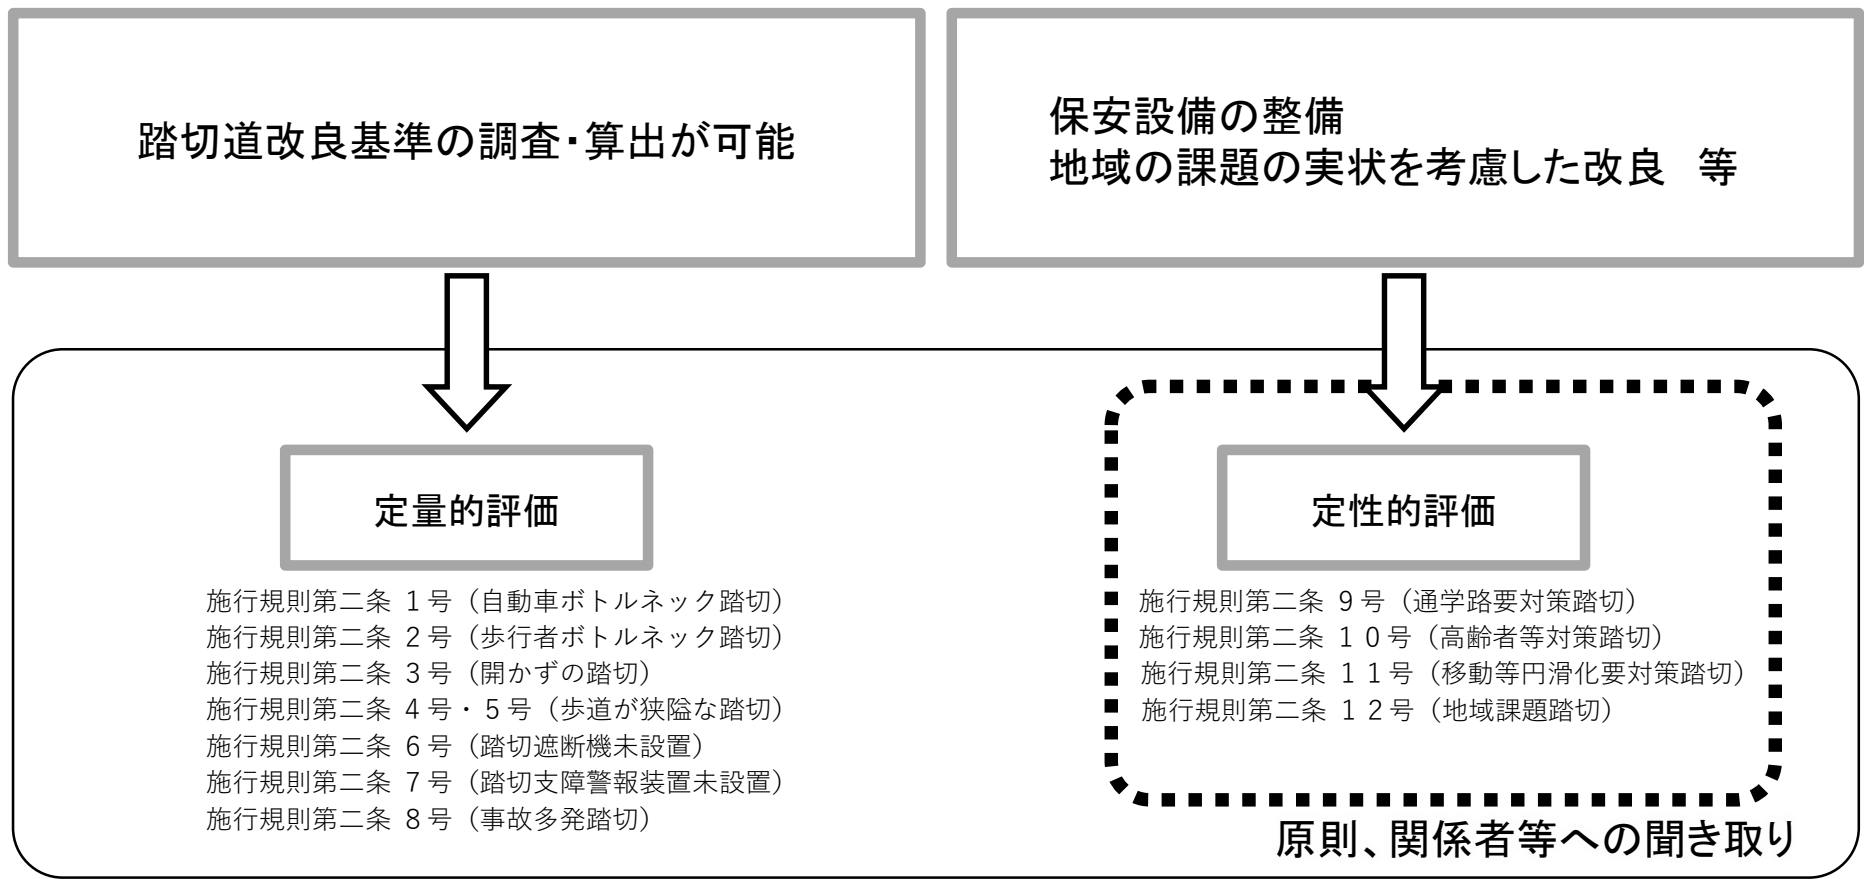 踏切道改良基準の調査・算出が可能
保安設備の整備
地域の課題の実状を考慮した改良　等
定量的評価
施行規則第二条 １号（自動車ボトルネック踏切）
施行規則第二条 ２号（歩行者ボトルネック踏切）
施行規則第二条 ３号（開かずの踏切）
施行規則第二条 ４号・５号（歩道が狭隘な踏切）
施行規則第二条 ６号（踏切遮断機未設置）
施行規則第二条 ７号（踏切支障警報装置未設置）
施行規則第二条 ８号（事故多発踏切）
定性的評価
施行規則第二条 ９号（通学路要対策踏切）
施行規則第二条 １０号（高齢者等対策踏切）
施行規則第二条 １１号（移動等円滑化要対策踏切）
施行規則第二条 １２号（地域課題踏切）
原則、関係者等への聞き取り